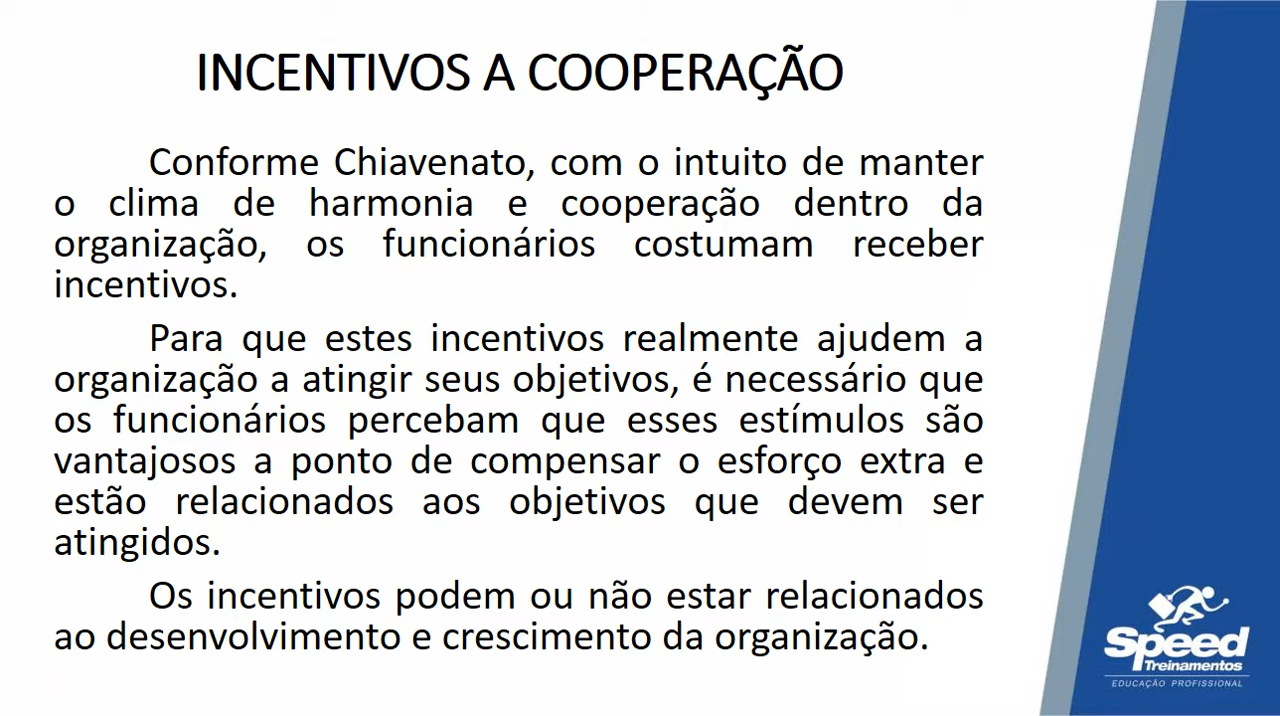 INCENTIVOS A COOPERAÇÃO
Conforme Chiavenato, com o intuito de manter
o clima de harmonia e cooperação dentro da
organização, os funcionários costumam receber
incentivos.
Para que estes incentivos realmente ajudem a
organização a atingir seus objetivos, é necessário que
os funcionários percebam que esses estímulos são
vantajosos a ponto de compensar o esforço extra e
estão relacionados aos objetivos que devem ser
atingidos.
Os incentivos podem ou não estar relacionados
ao desenvolvimento e crescimento da organização.
Speed
Treinamentos
EDUCAÇÃO PROFISSIONAL